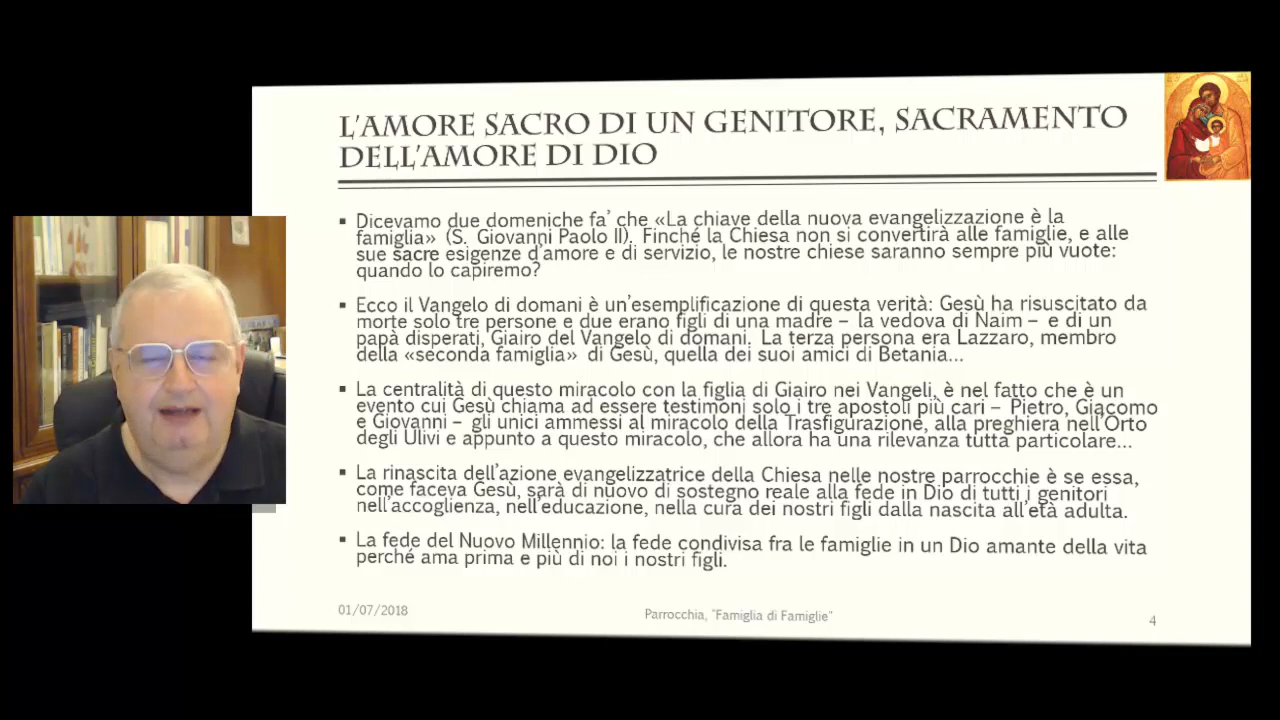 L'AMORE SACRO DI UN GENITORE, SACRAMENTO
DELL'AMORE DI DIO
▪ Dicevamo due domeniche fa' che «La chiave della nuova evangelizzazione è la
famiglia» (S. Giovanni Paolo II). Finché la Chiesa non si convertirà alle famiglie, e alle
sue sacre esigenze d'amore e di servizio, le nostre chiese saranno sempre più vuote:
quando lo capiremo?
▪ Ecco il Vangelo di domani è un'esemplificazione di questa verità: Gesù ha risuscitato da
morte solo tre persone e due erano figli di una madre – la vedova di Naim – e di un
papà disperati, Giairo del Vangelo di domani. La terza persona era Lazzaro, membro
della «seconda famiglia» di Gesù, quella dei suoi amici di Betania...
▪ La centralità di questo miracolo con la figlia di Giairo nei Vangeli, è nel fatto che è un
evento cui Gesù chiama ad essere testimoni solo i tre apostoli più cari – Pietro, Giacomo
e Giovanni – gli unici ammessi al miracolo della Trasfigurazione, alla preghiera nell'Orto
degli Ulivi e appunto a questo miracolo, che allora ha una rilevanza tutta particolare...
▪ La rinascita dell'azione evangelizzatrice della Chiesa nelle nostre parrocchie è se essa,
come faceva Gesù, sarà di nuovo di sostegno reale alla fede in Dio di tutti i genitori
nell'accoglienza, nell'educazione, nella cura dei nostri figli dalla nascita all'età adulta.
▪ La fede del Nuovo Millennio: la fede condivisa fra le famiglie in un Dio amante della vita
perché ama prima e più di noi i nostri figli.
01/07/2018
Parrocchia, "Famiglia di Famiglie"
4